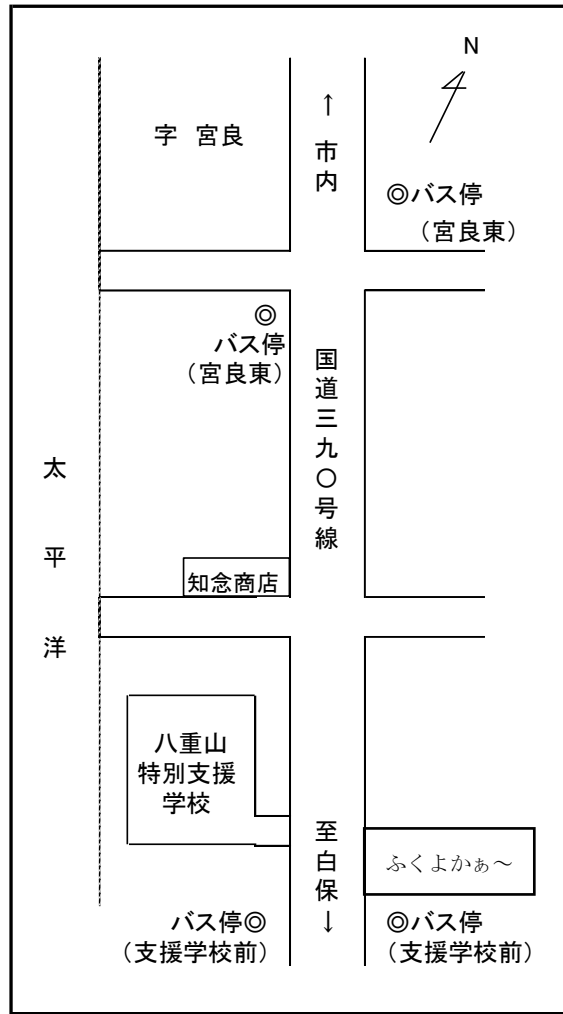 N
↑市内
字 宮良
◎バス停
（宮良東）
◎
バス停
（宮良東）
国道三九〇号線
太平洋
知念商店
八重山
特別支援
学校
至白保↓
ふくよかぁ～
バス停◎
（支援学校前）
◎バス停
（支援学校前）